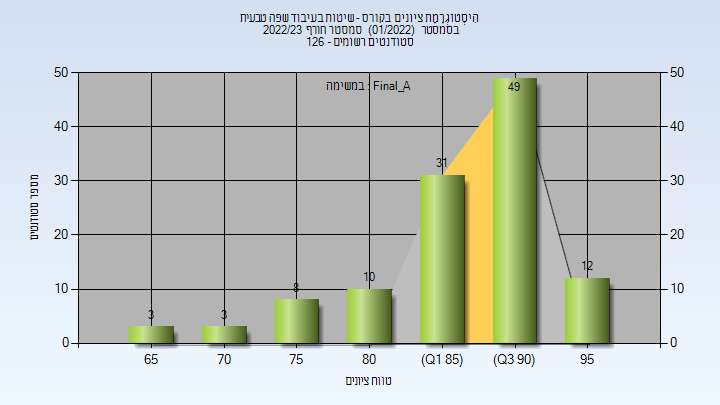 הִיסְטוֹגְרָמַת ציונים בקורס - שיטות בעיבוד שפה טבעית
בסמסטר (01/2022) סמסטר חורף 2022/23
סטודנטים רשומים - 126
במשימה : Final_A
מספר סטודנטים
50 50
40 40
30 30
20 20
10 10
0 0
3 3 8 10 31 49 12
65 70 75 80 (Q1 85) (Q3 90) 95
טווח ציונים